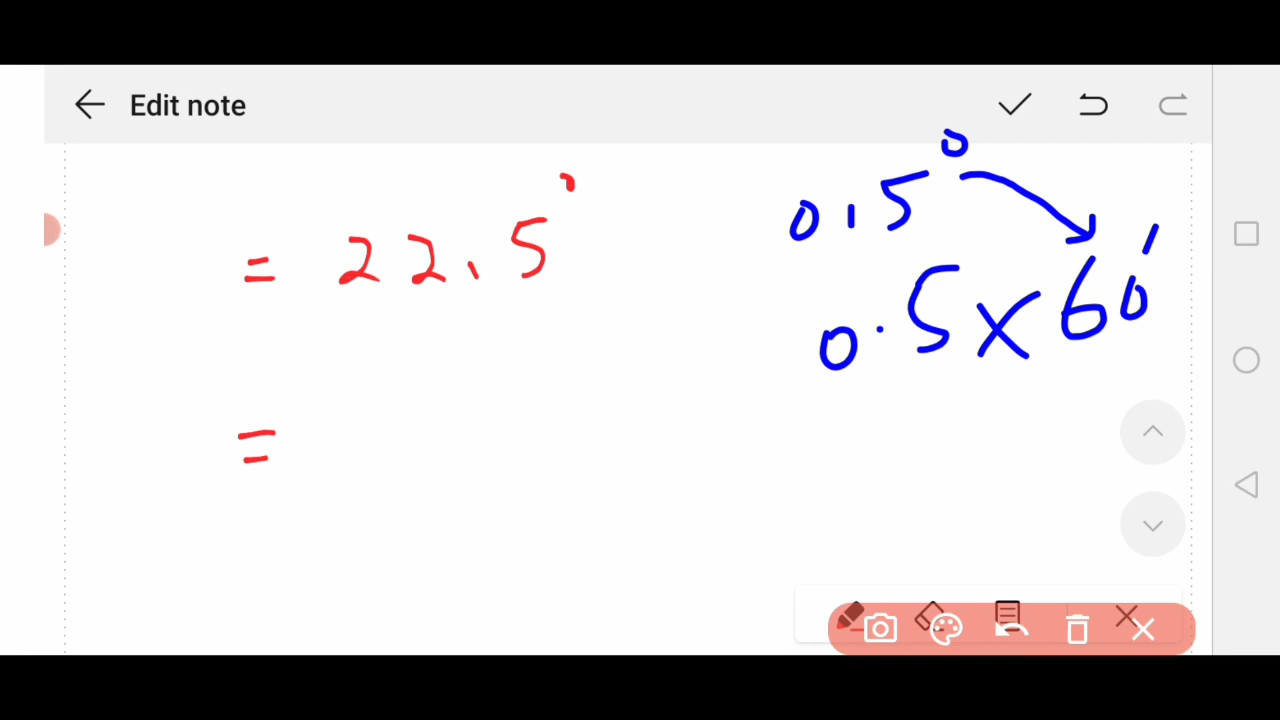 Edit note
= 22.5°
0.5°
0.5×60'
=